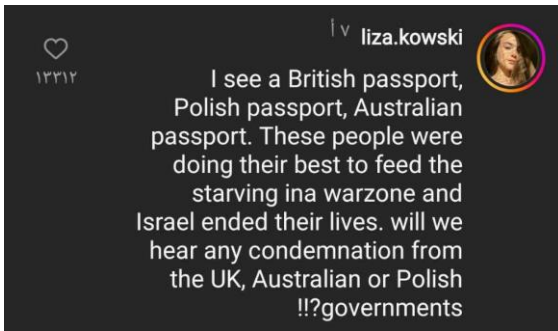 liza.kowski ٧ أ
١٣٣١٢
I see a British passport,
Polish passport, Australian
passport. These people were
doing their best to feed the
starving ina warzone and
Israel ended their lives. will we
hear any condemnation from
the UK, Australian or Polish
!!?governments